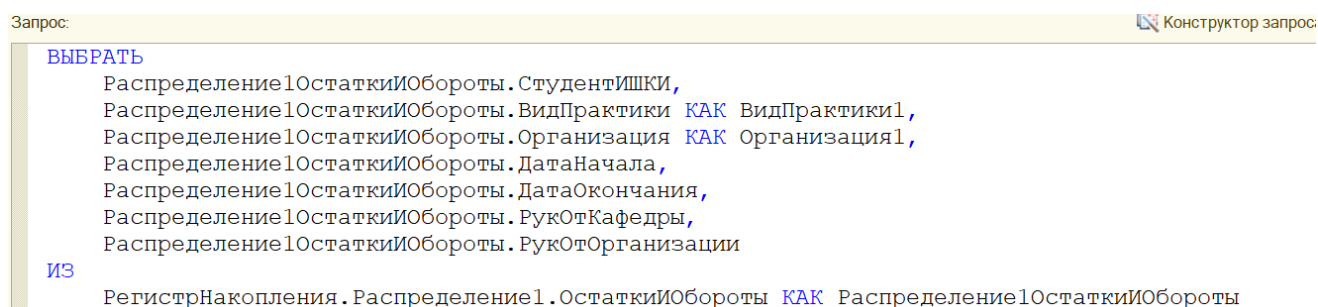 Запрос:
Конструктор запроса
ВЫБРАТЬ
Распределение1ОстаткиИОбороты.СтудентИШКИ,
Распределение1ОстаткиИОбороты.ВидПрактики КАК ВидПрактики1,
Распределение1ОстаткиИОбороты.Организация КАК Организация1,
Распределение1ОстаткиИОбороты.ДатаНачала,
Распределение1ОстаткиИОбороты.ДатаОкончания,
Распределение1ОстаткиИОбороты.РукОтКафедры,
Распределение1ОстаткиИОбороты.РукОтОрганизации
ИЗ
РегистрНакопления.Распределение1.ОстаткиИОбороты КАК Распределение1ОстаткиИОбороты